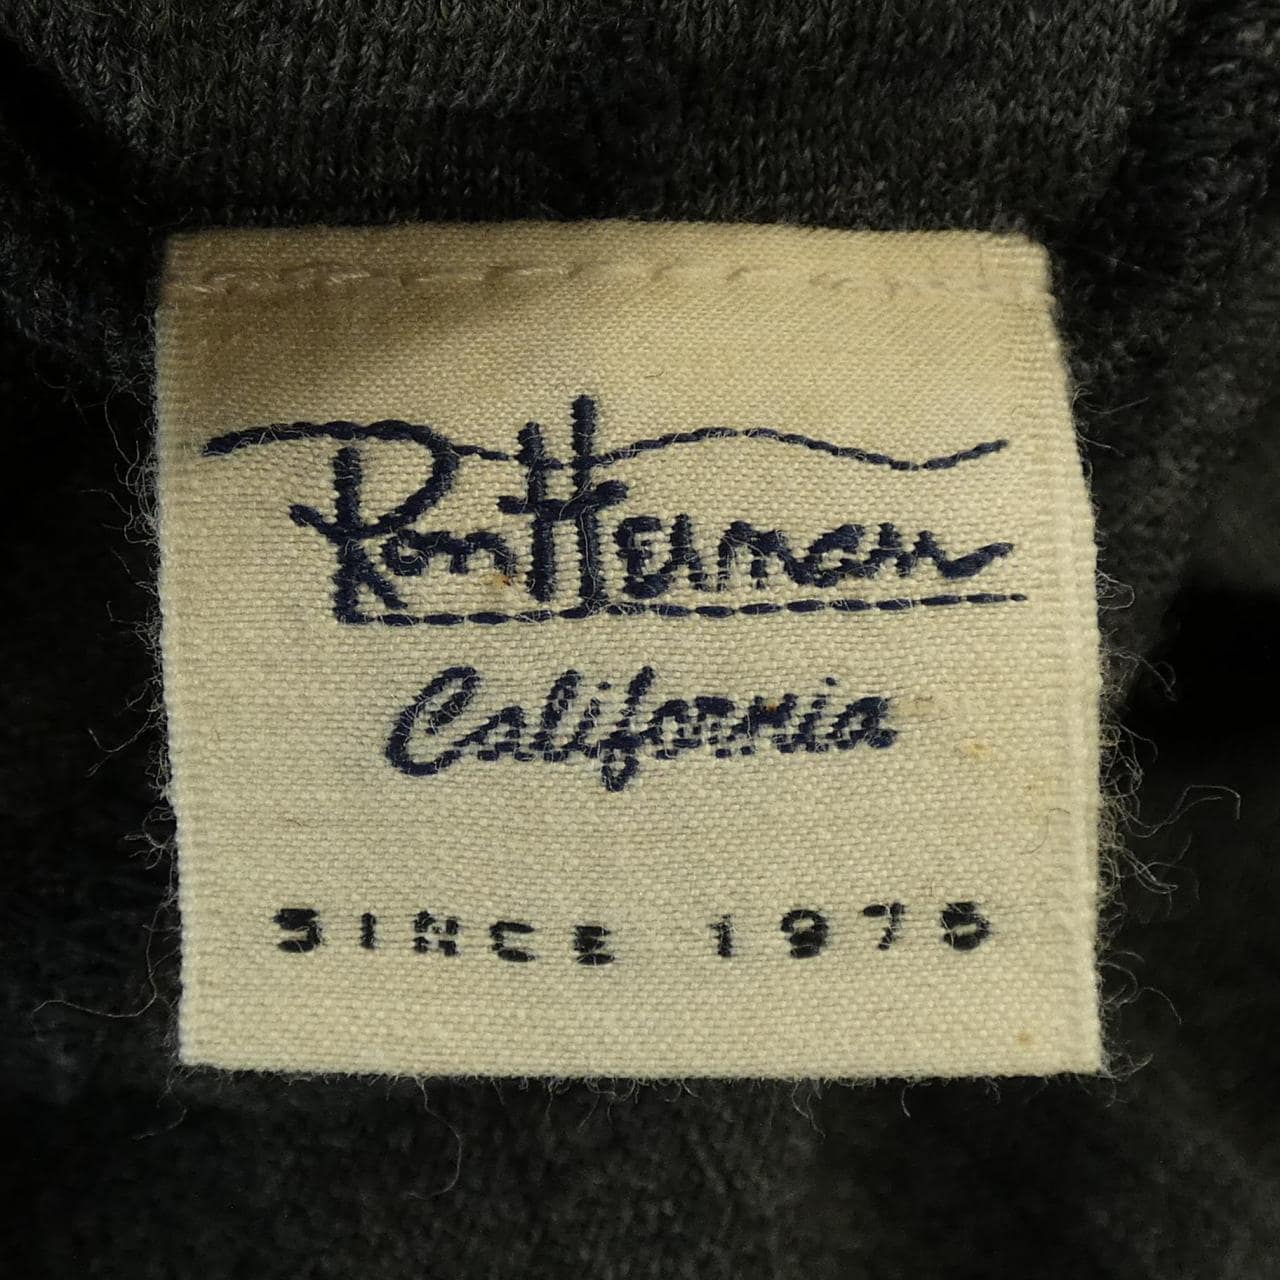 Ron Herman
California
SINCE 1976